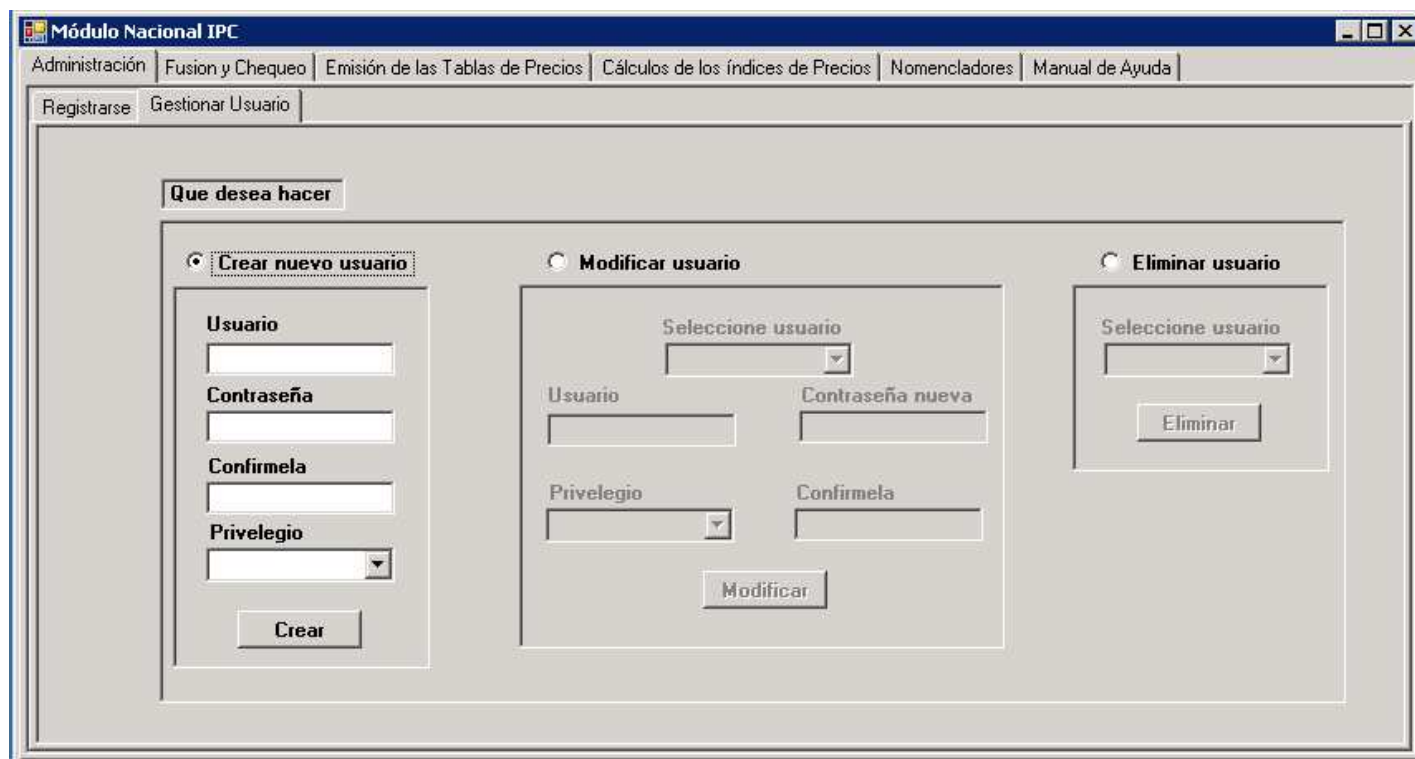 Módulo Nacional IPC
Administración Fusion y Chequeo Emisión de las Tablas de Precios Cálculos de los índices de Precios Nomencladores Manual de Ayuda
Registrarse Gestionar Usuario
Que desea hacer
Crear nuevo usuario
Usuario
Contraseña
Confirmela
Privelegio
Crear
Modificar usuario
Seleccione usuario
Usuario Contraseña nueva
Privelegio Confirmela
Modificar
Eliminar usuario
Seleccione usuario
Eliminar